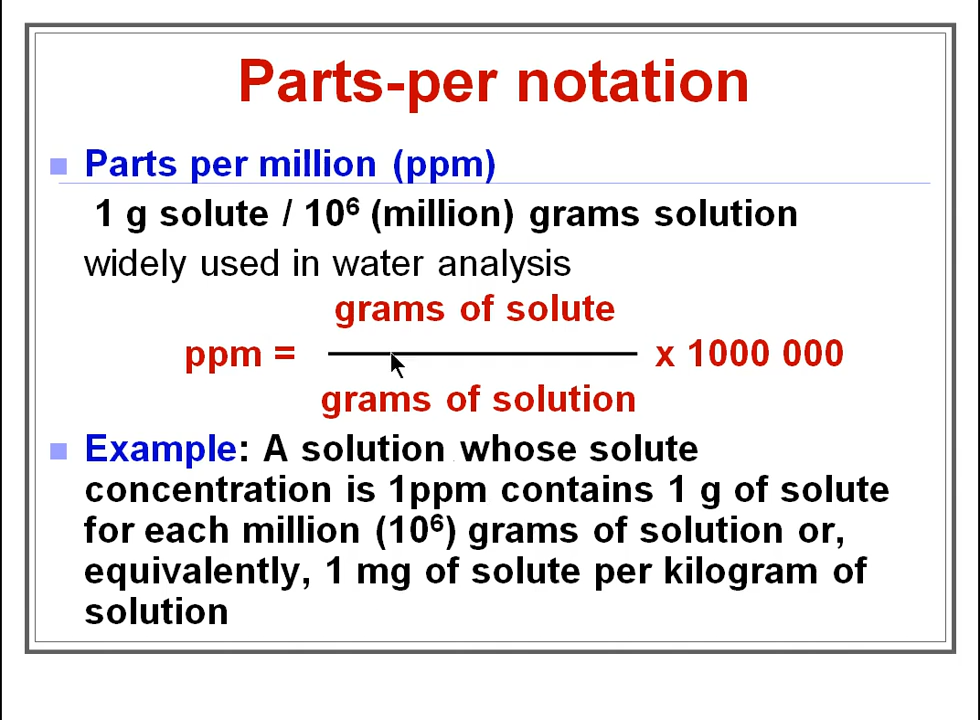 Parts-per notation
Parts per million (ppm)
1 g solute / 10⁶ (million) grams solution
widely used in water analysis
grams of solute
ppm = x 1000 000
grams of solution
Example: A solution whose solute
concentration is 1ppm contains 1 g of solute
for each million (10⁶) grams of solution or,
equivalently, 1 mg of solute per kilogram of
solution